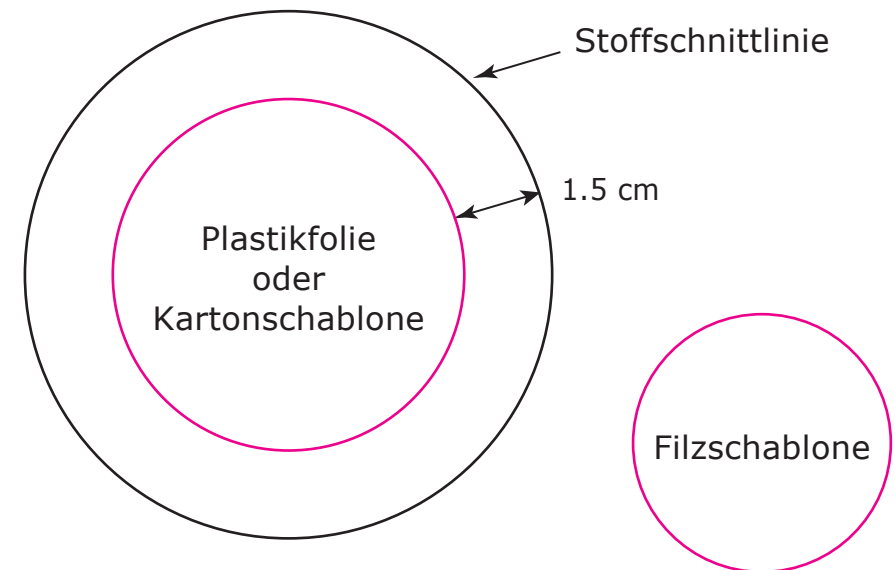 Stoffschnittlinie
1.5 cm
Plastikfolie
oder
Kartonschablone
Filzschablone